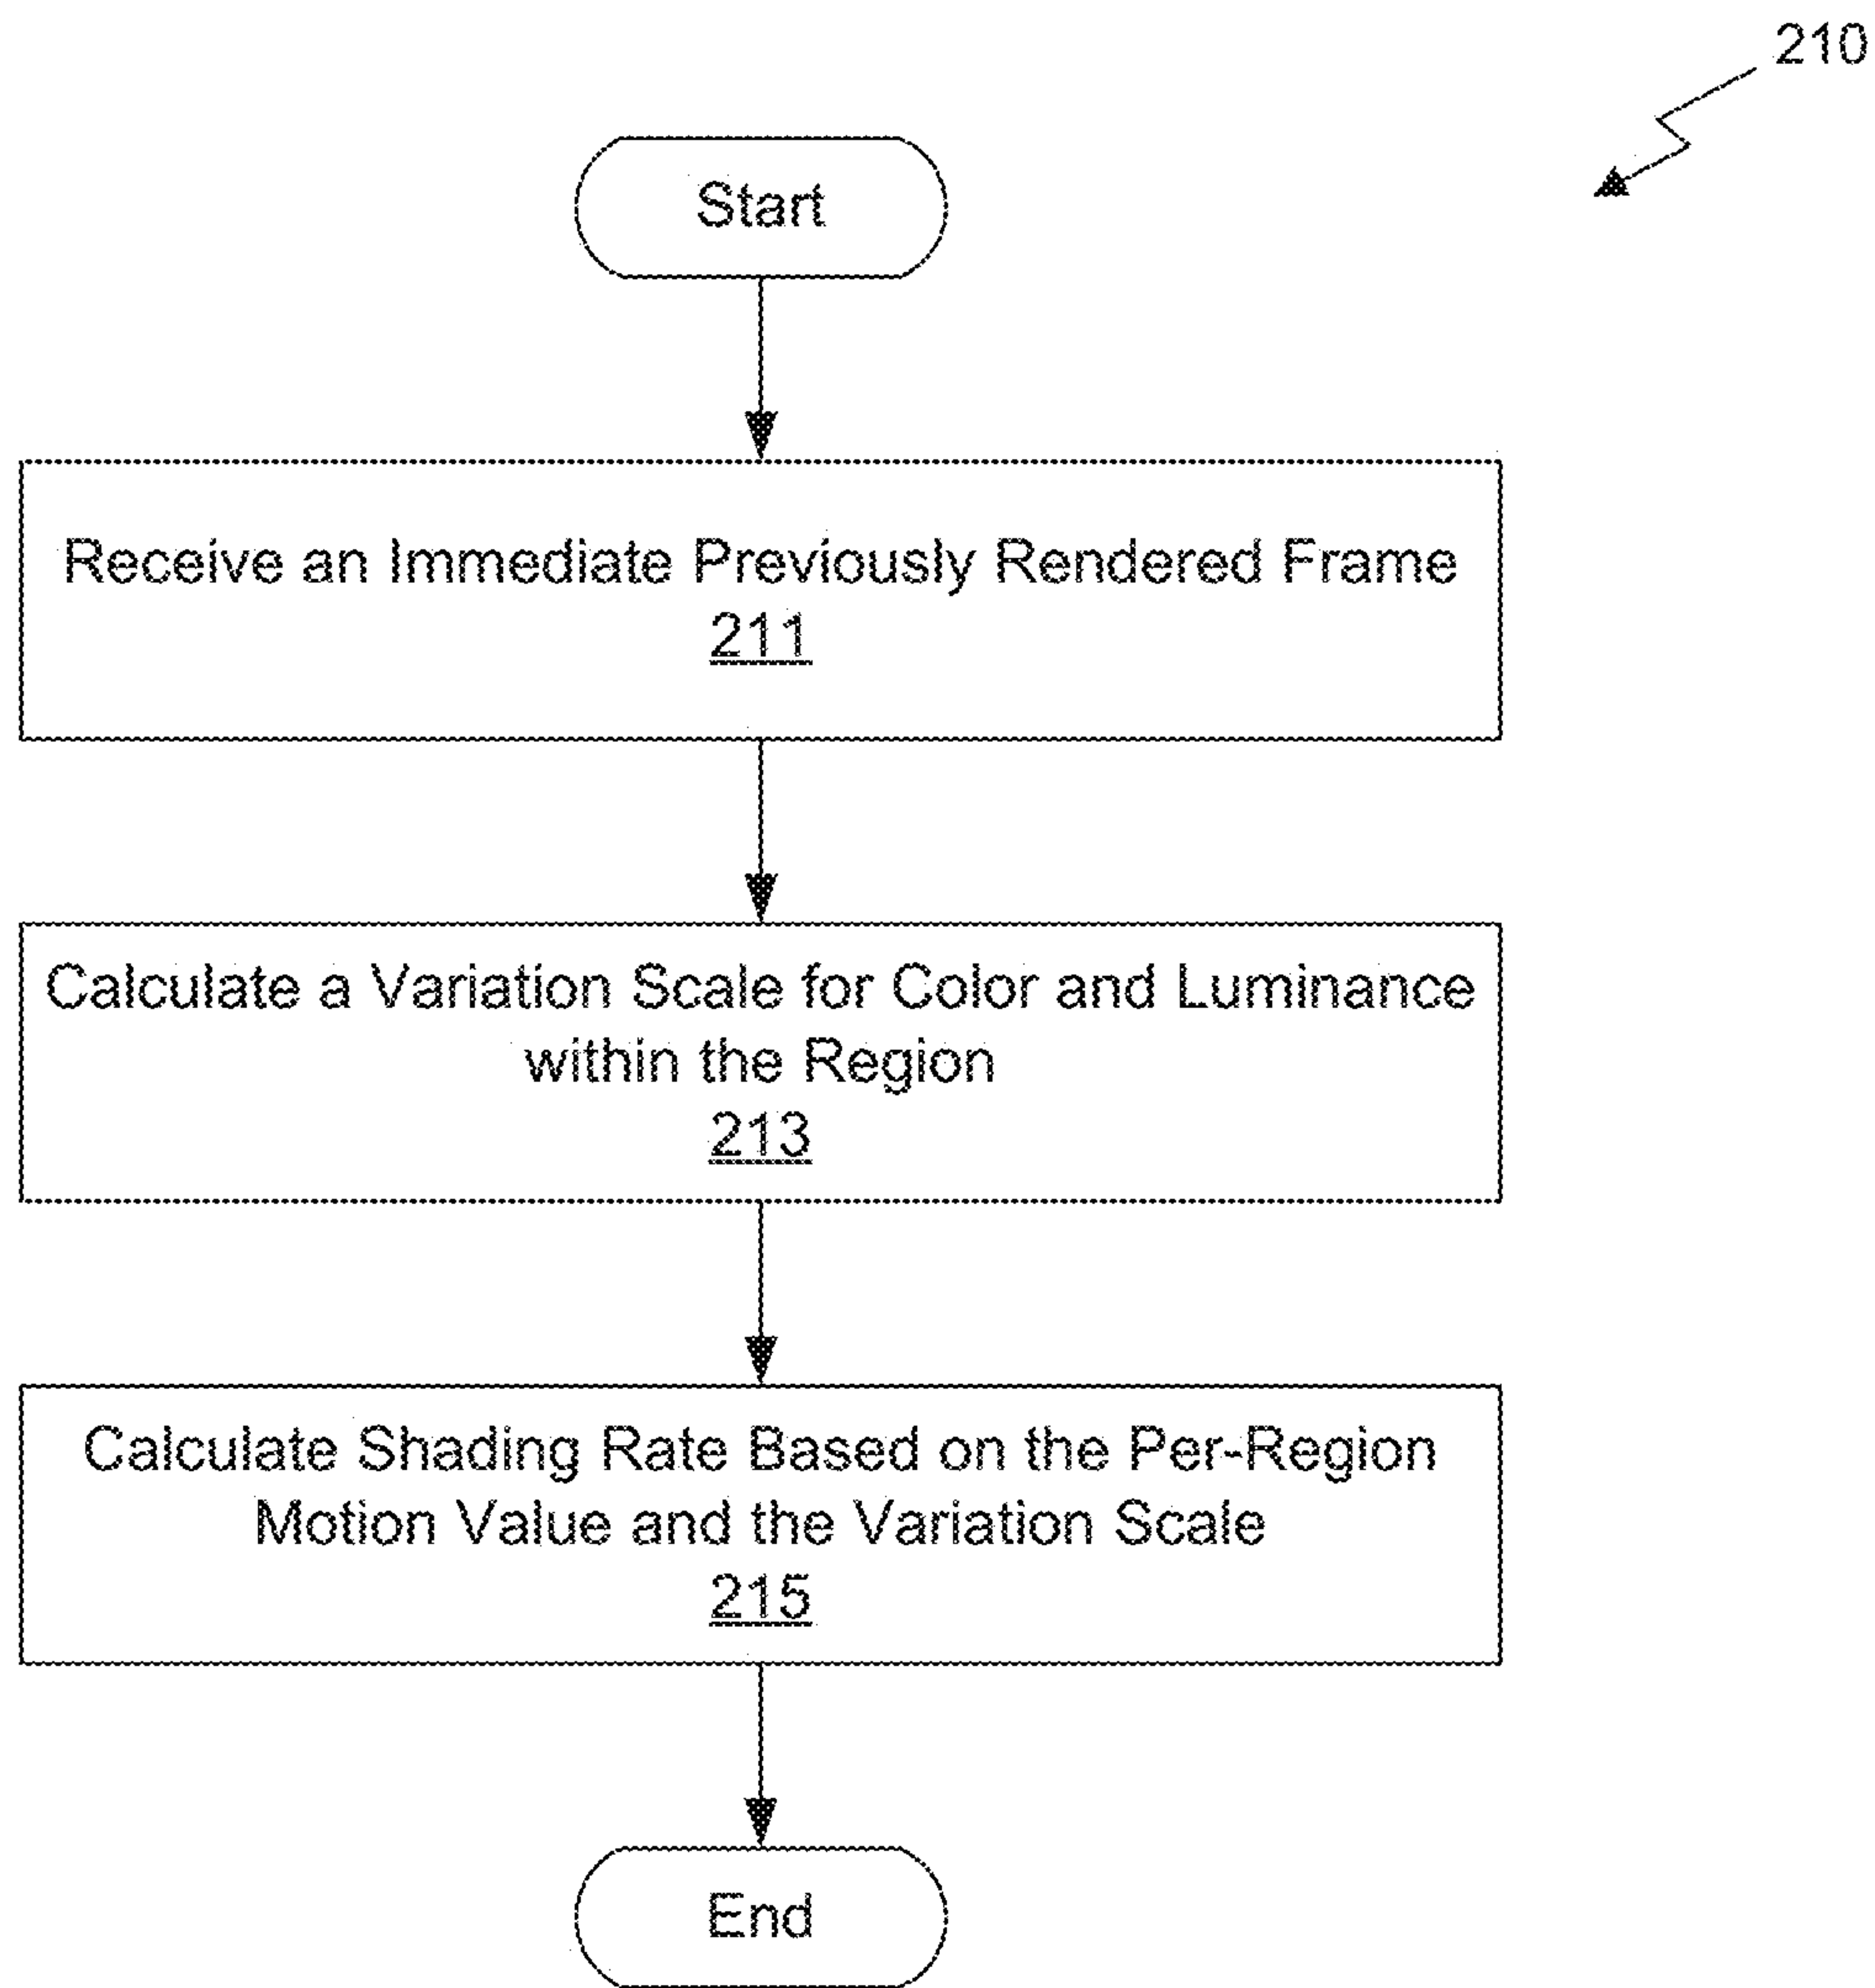 210
Start
Receive an Immediate Previously Rendered Frame
211
Calculate a Variation Scale for Color and Luminance
within the Region
213
Calculate Shading Rate Based on the Per-Region
Motion Value and the Variation Scale
215
End